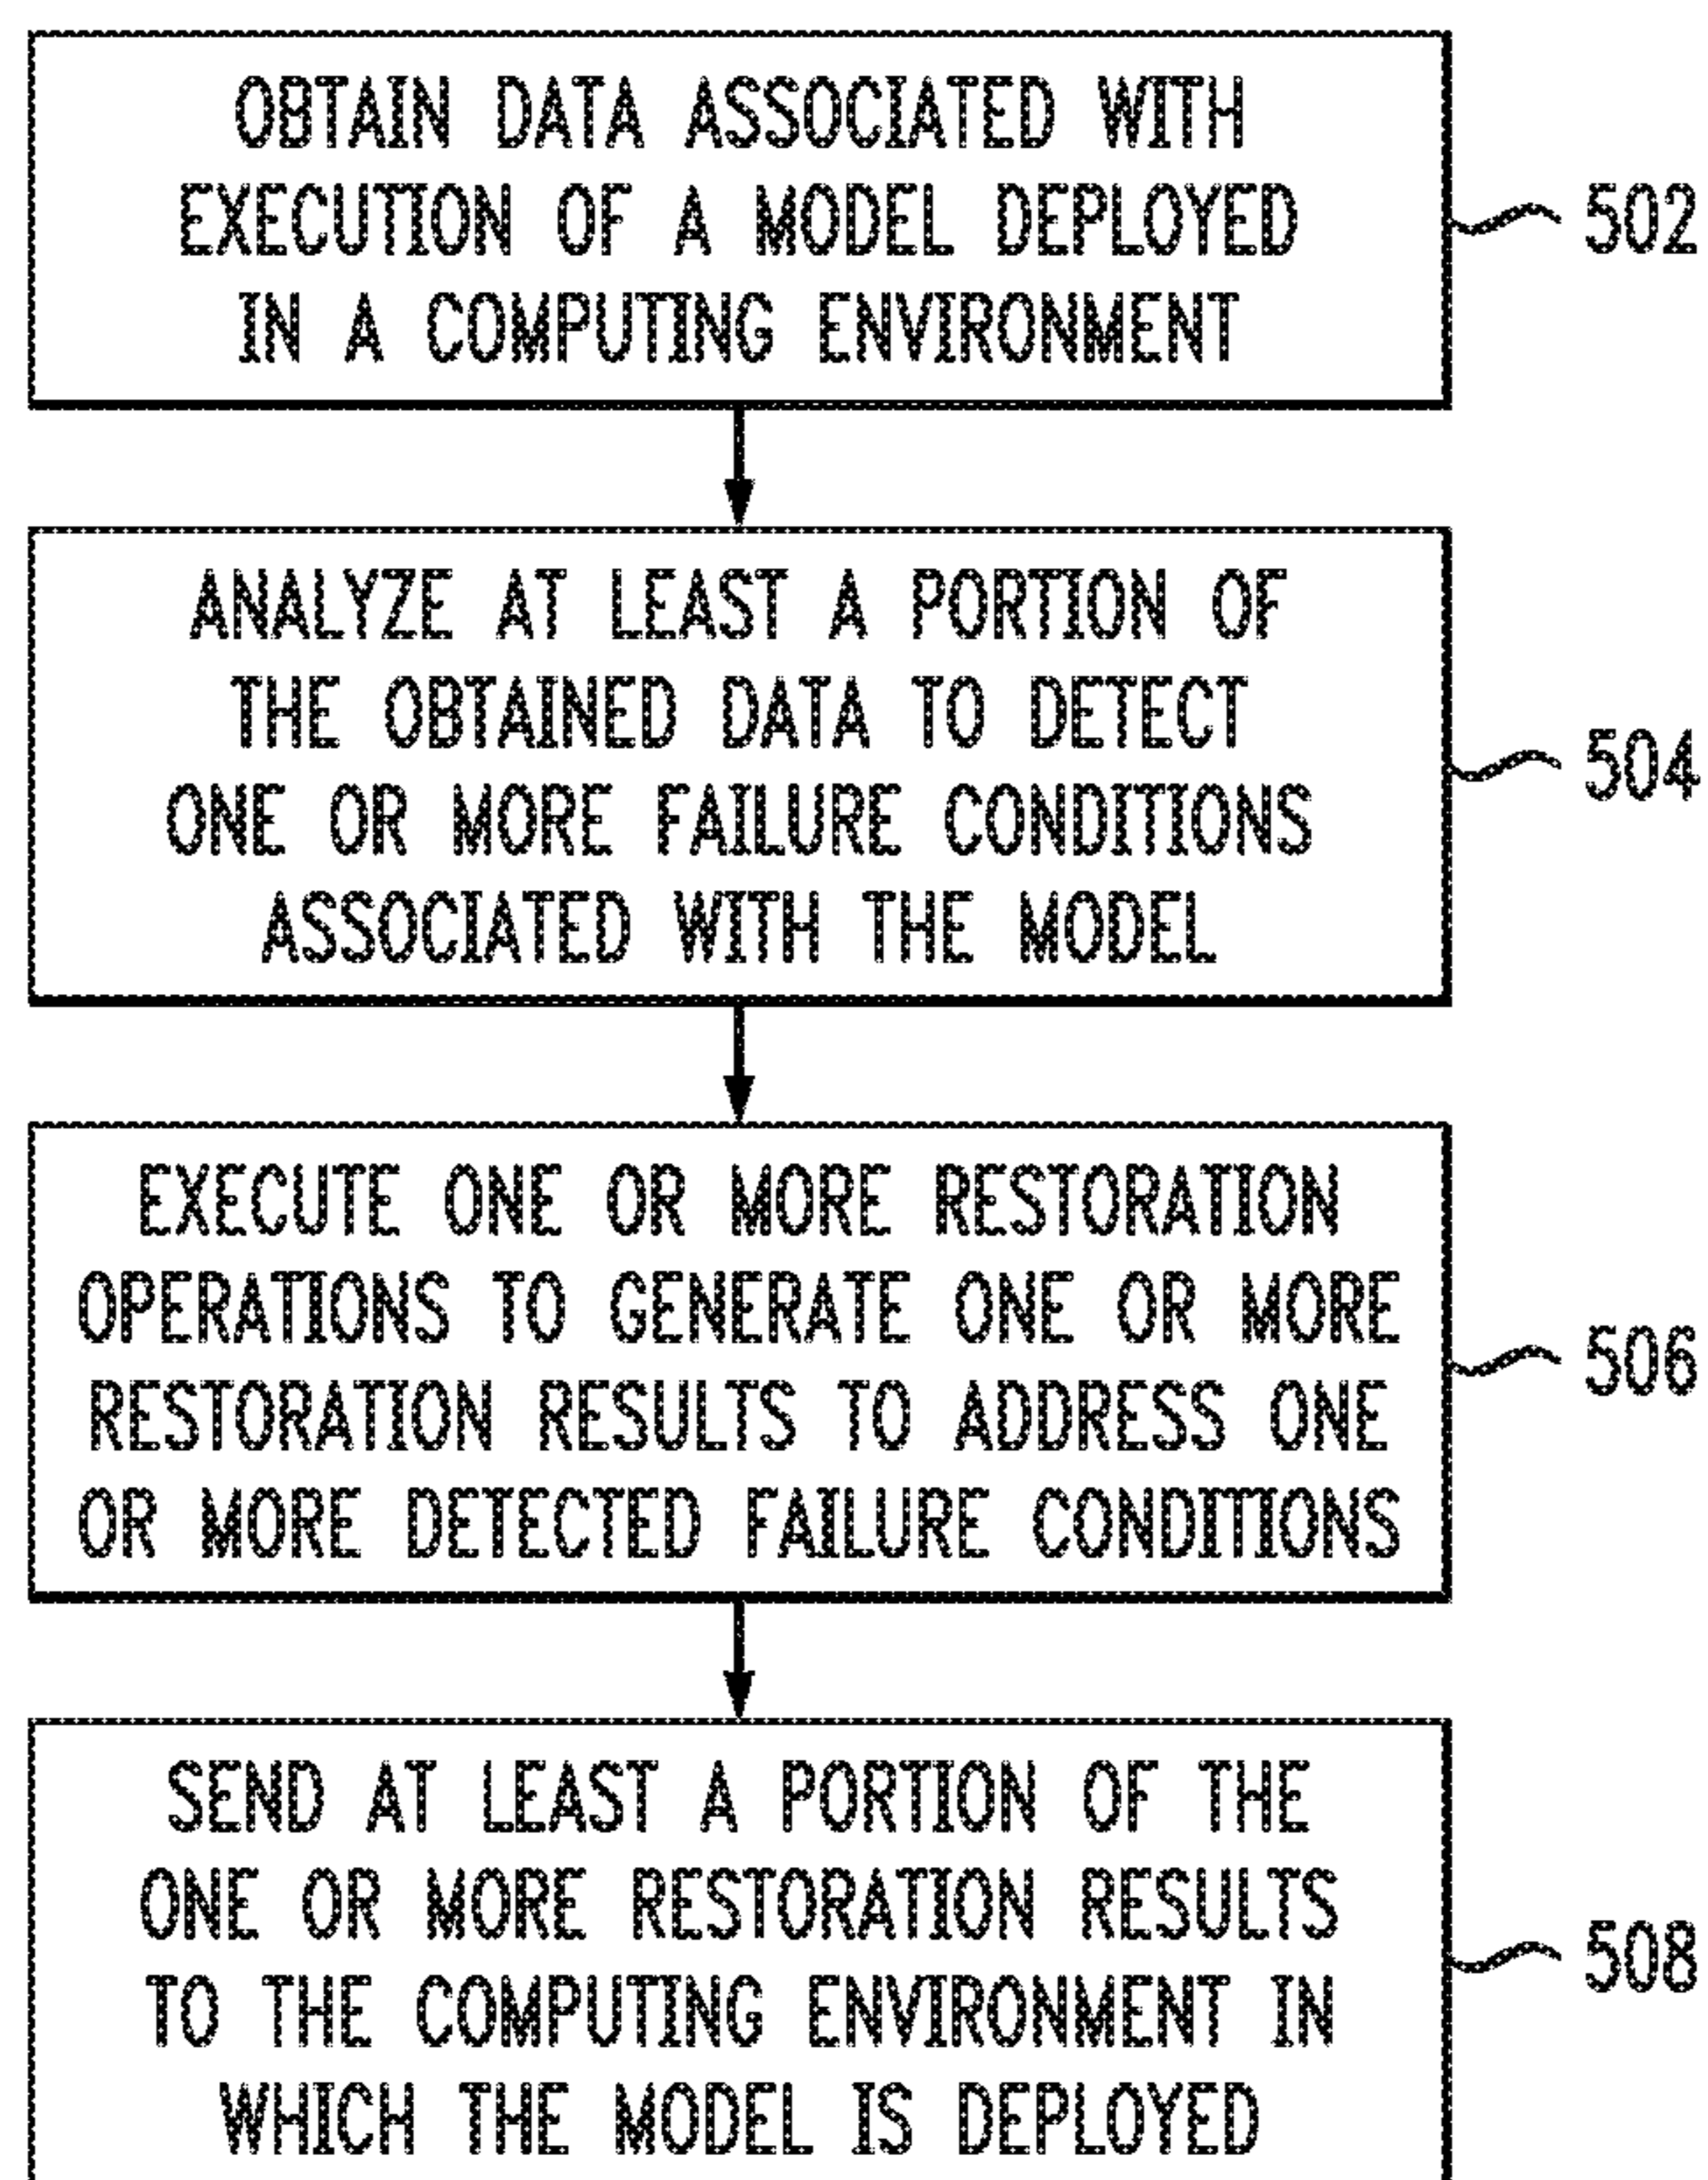 OBTAIN DATA ASSOCIATED WITH
EXECUTION OF A MODEL DEPLOYED
IN A COMPUTING ENVIRONMENT
502
ANALYZE AT LEAST A PORTION OF
THE OBTAINED DATA TO DETECT
ONE OR MORE FAILURE CONDITIONS
ASSOCIATED WITH THE MODEL
504
EXECUTE ONE OR MORE RESTORATION
OPERATIONS TO GENERATE ONE OR MORE
RESTORATION RESULTS TO ADDRESS ONE
OR MORE DETECTED FAILURE CONDITIONS
506
SEND AT LEAST A PORTION OF THE
ONE OR MORE RESTORATION RESULTS
TO THE COMPUTING ENVIRONMENT IN
WHICH THE MODEL IS DEPLOYED
508